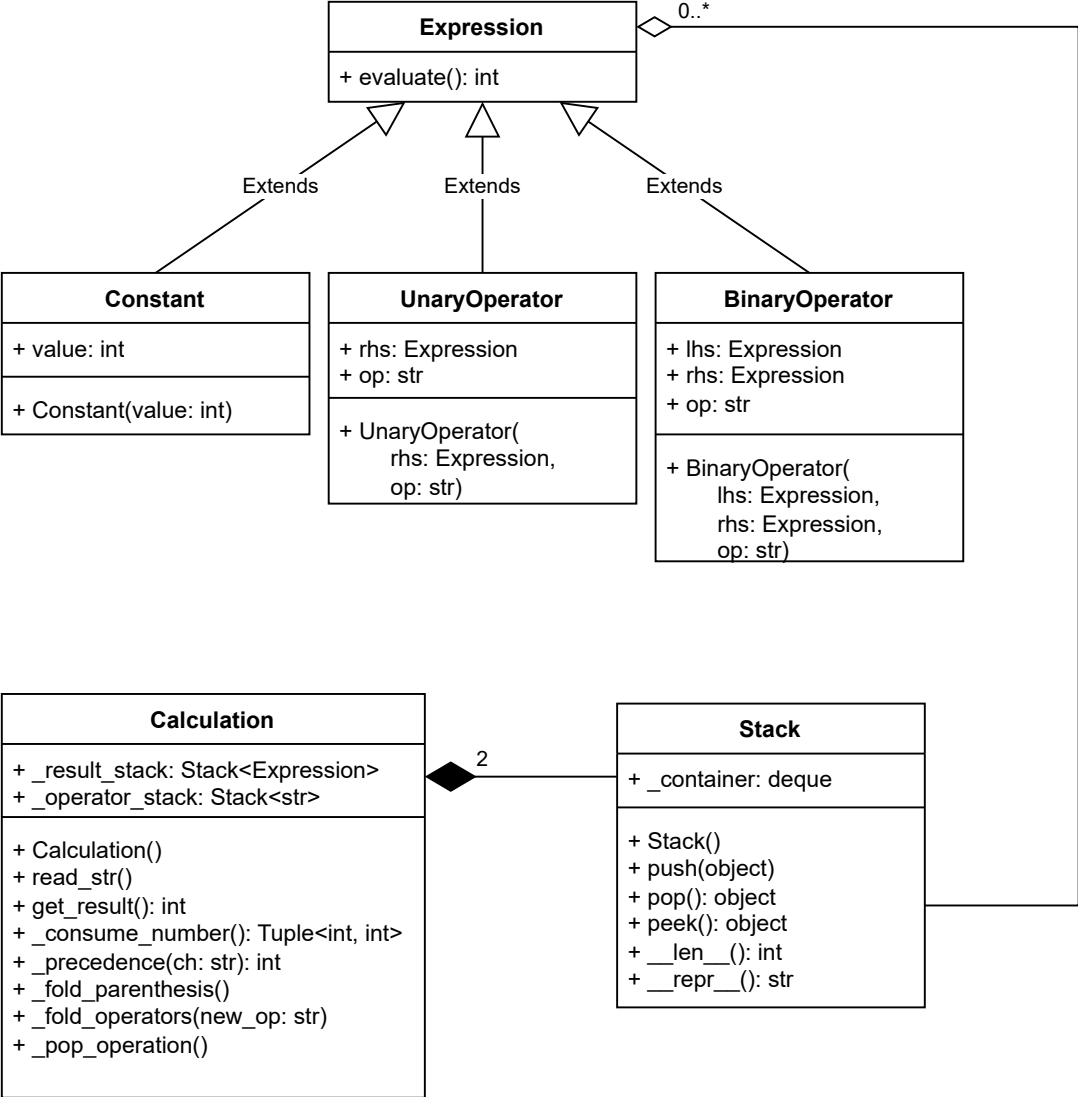 Expression
0..*
+ evaluate(): int
Extends
Extends
Extends
Constant
+ value: int
+ Constant(value: int)
UnaryOperator
+ rhs: Expression
+ op: str
+ UnaryOperator(
rhs: Expression,
op: str)
BinaryOperator
+ lhs: Expression
+ rhs: Expression
+ op: str
+ BinaryOperator(
lhs: Expression,
rhs: Expression,
op: str)
Calculation
+ _result_stack: Stack<Expression>
+ _operator_stack: Stack<str>
+ Calculation()
+ read_str()
+ get_result(): int
+ _consume_number(): Tuple<int, int>
+ _precedence(ch: str): int
+ _fold_parenthesis()
+ _fold_operators(new_op: str)
+ _pop_operation()
2
Stack
+ _container: deque
+ Stack()
+ push(object)
+ pop(): object
+ peek(): object
+ __len__(): int
+ __repr__(): str